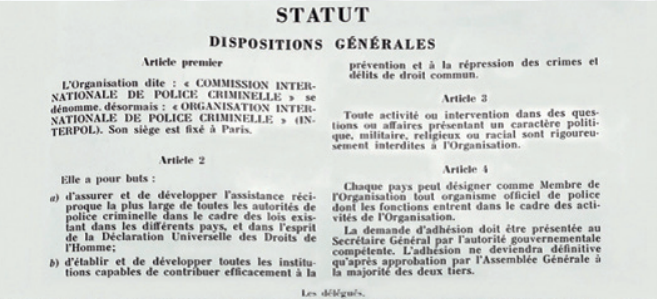 STATUT
DISPOSITIONS GÉNÉRALES
Article premier
L'Organisation dite : « COMMISSION INTER-
NATIONALE DE POLICE CRIMINELLE » se
dénomme, désormais : « ORGANISATION INTER-
NATIONALE DE POLICE CRIMINELLE » (IN-
TERPOL). Son siège est fixé à Paris.
Article 2
Elle a pour buts :
a) d'assurer et de développer l'assistance réci-
proque la plus large de toutes les autorités de
police criminelle dans le cadre des lois exis-
tant dans les différents pays, et dans l'esprit
de la Déclaration Universelle des Droits de
l'Homme;
b) d'établir et de développer toutes les institu-
tions capables de contribuer efficacement à la
prévention et à la répression des crimes et
délits de droit commun.
Article 3
Toute activité ou intervention dans des ques-
tions ou affaires présentant un caractère politi-
que, militaire, religieux ou racial sont rigoureu-
sement interdites à l'Organisation.
Article 4
Chaque pays peut désigner comme Membre de
l'Organisation tout organisme officiel de police
dont les fonctions entrent dans le cadre des acti-
vités de l'Organisation.
La demande d'adhésion doit être présentée au
Secrétaire Général par l'autorité gouvernementale
compétente. L'adhésion ne deviendra définitive
qu'après approbation par l'Assemblée Générale à
la majorité des deux tiers.
Les délégués.